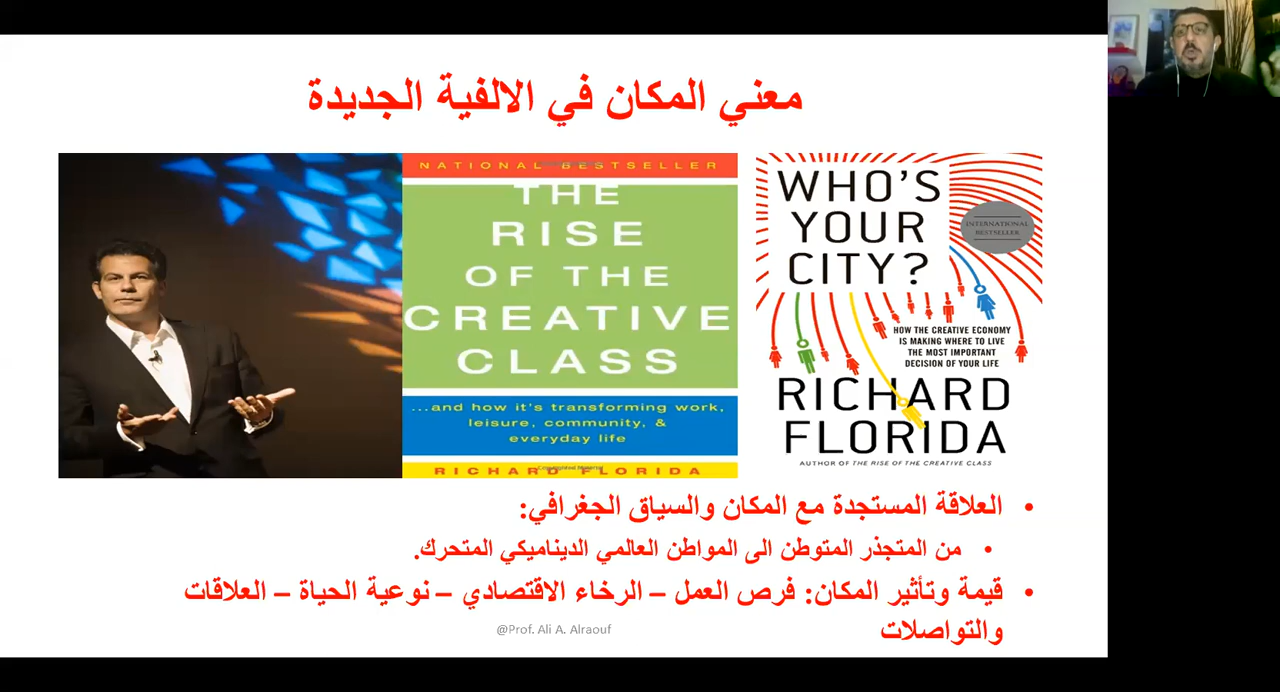 معني المكان في الالفية الجديدة
NATIONAL BESTSELLER
THE
RISE
OF THE
CREATIVE
CLASS
...and how it's transforming work,
leisure, community, &
everyday life
RICHARD FLORIDA
WHO'S
YOUR
CITY?
INTERNATIONAL
BESTSELLER
HOW THE CREATIVE ECONOMY
IS MAKING WHERE TO LIVE
THE MOST IMPORTANT
DECISION OF YOUR LIFE
RICHARD
FLORIDA
AUTHOR OF THE RISE OF THE CREATIVE CLASS
• العلاقة المستجدة مع المكان والسياق الجغرافي:
• من المتجذر المتوطن الى المواطن العالمي الديناميكي المتحرك.
• قيمة وتأثير المكان: فرص العمل – الرخاء الاقتصادي – نوعية الحياة – العلاقات
والتواصلات
@Prof. Ali A. Alraouf